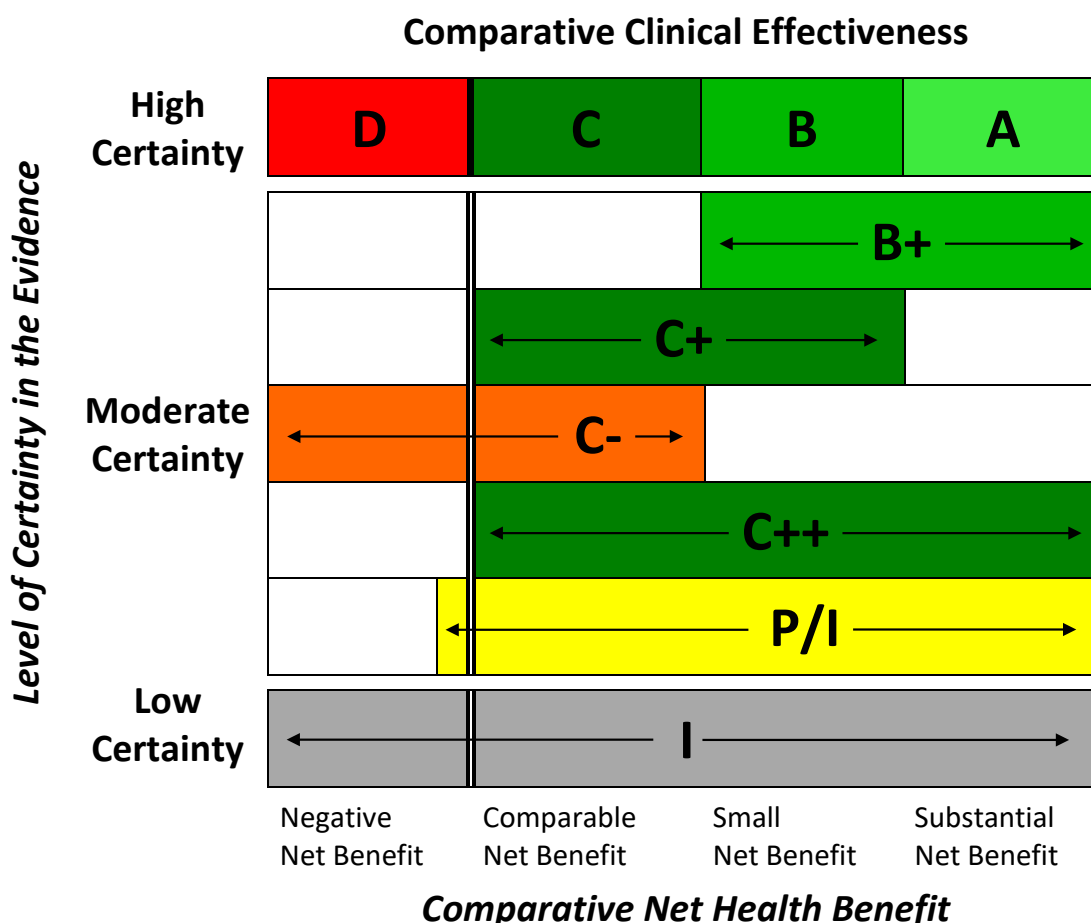 Comparative Clinical Effectiveness
High
Certainty
D
C
B
A
B+
C+
Moderate
Certainty
C-
C++
P/I
Low
Certainty
I
Level of Certainty in the Evidence
Negative
Net Benefit
Comparable
Net Benefit
Small
Net Benefit
Substantial
Net Benefit
Comparative Net Health Benefit